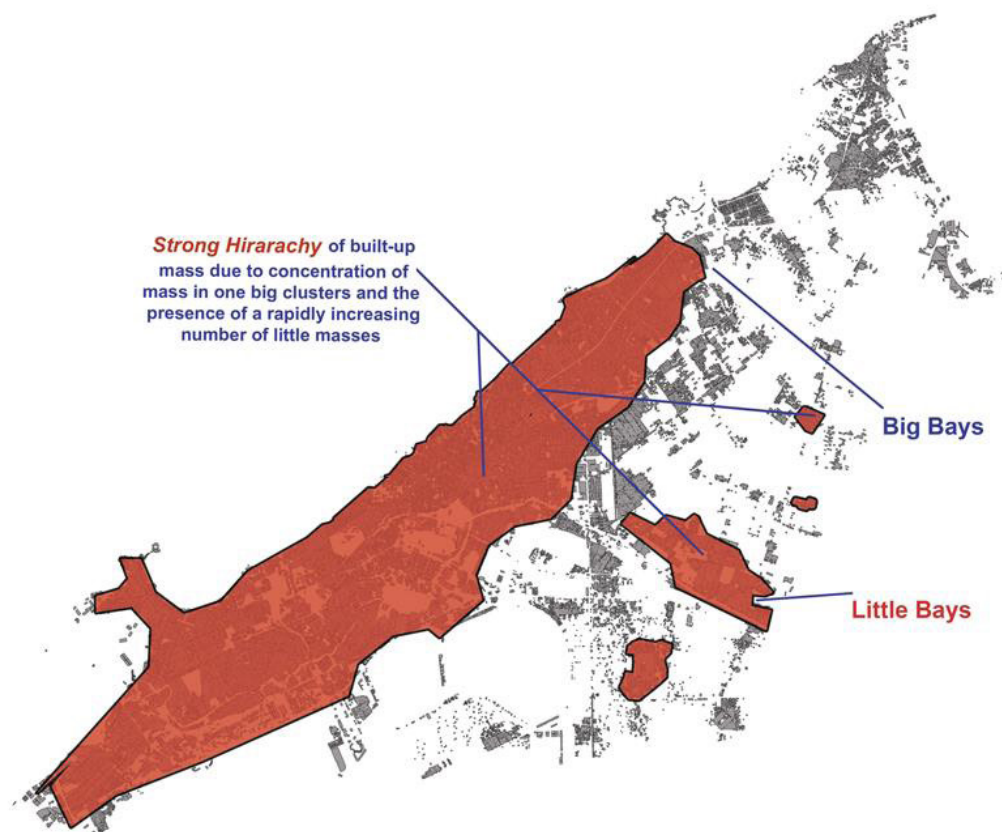 Strong Hirarachy of built-up
mass due to concentration of
mass in one big clusters and the
presence of a rapidly increasing
number of little masses
Big Bays
Little Bays